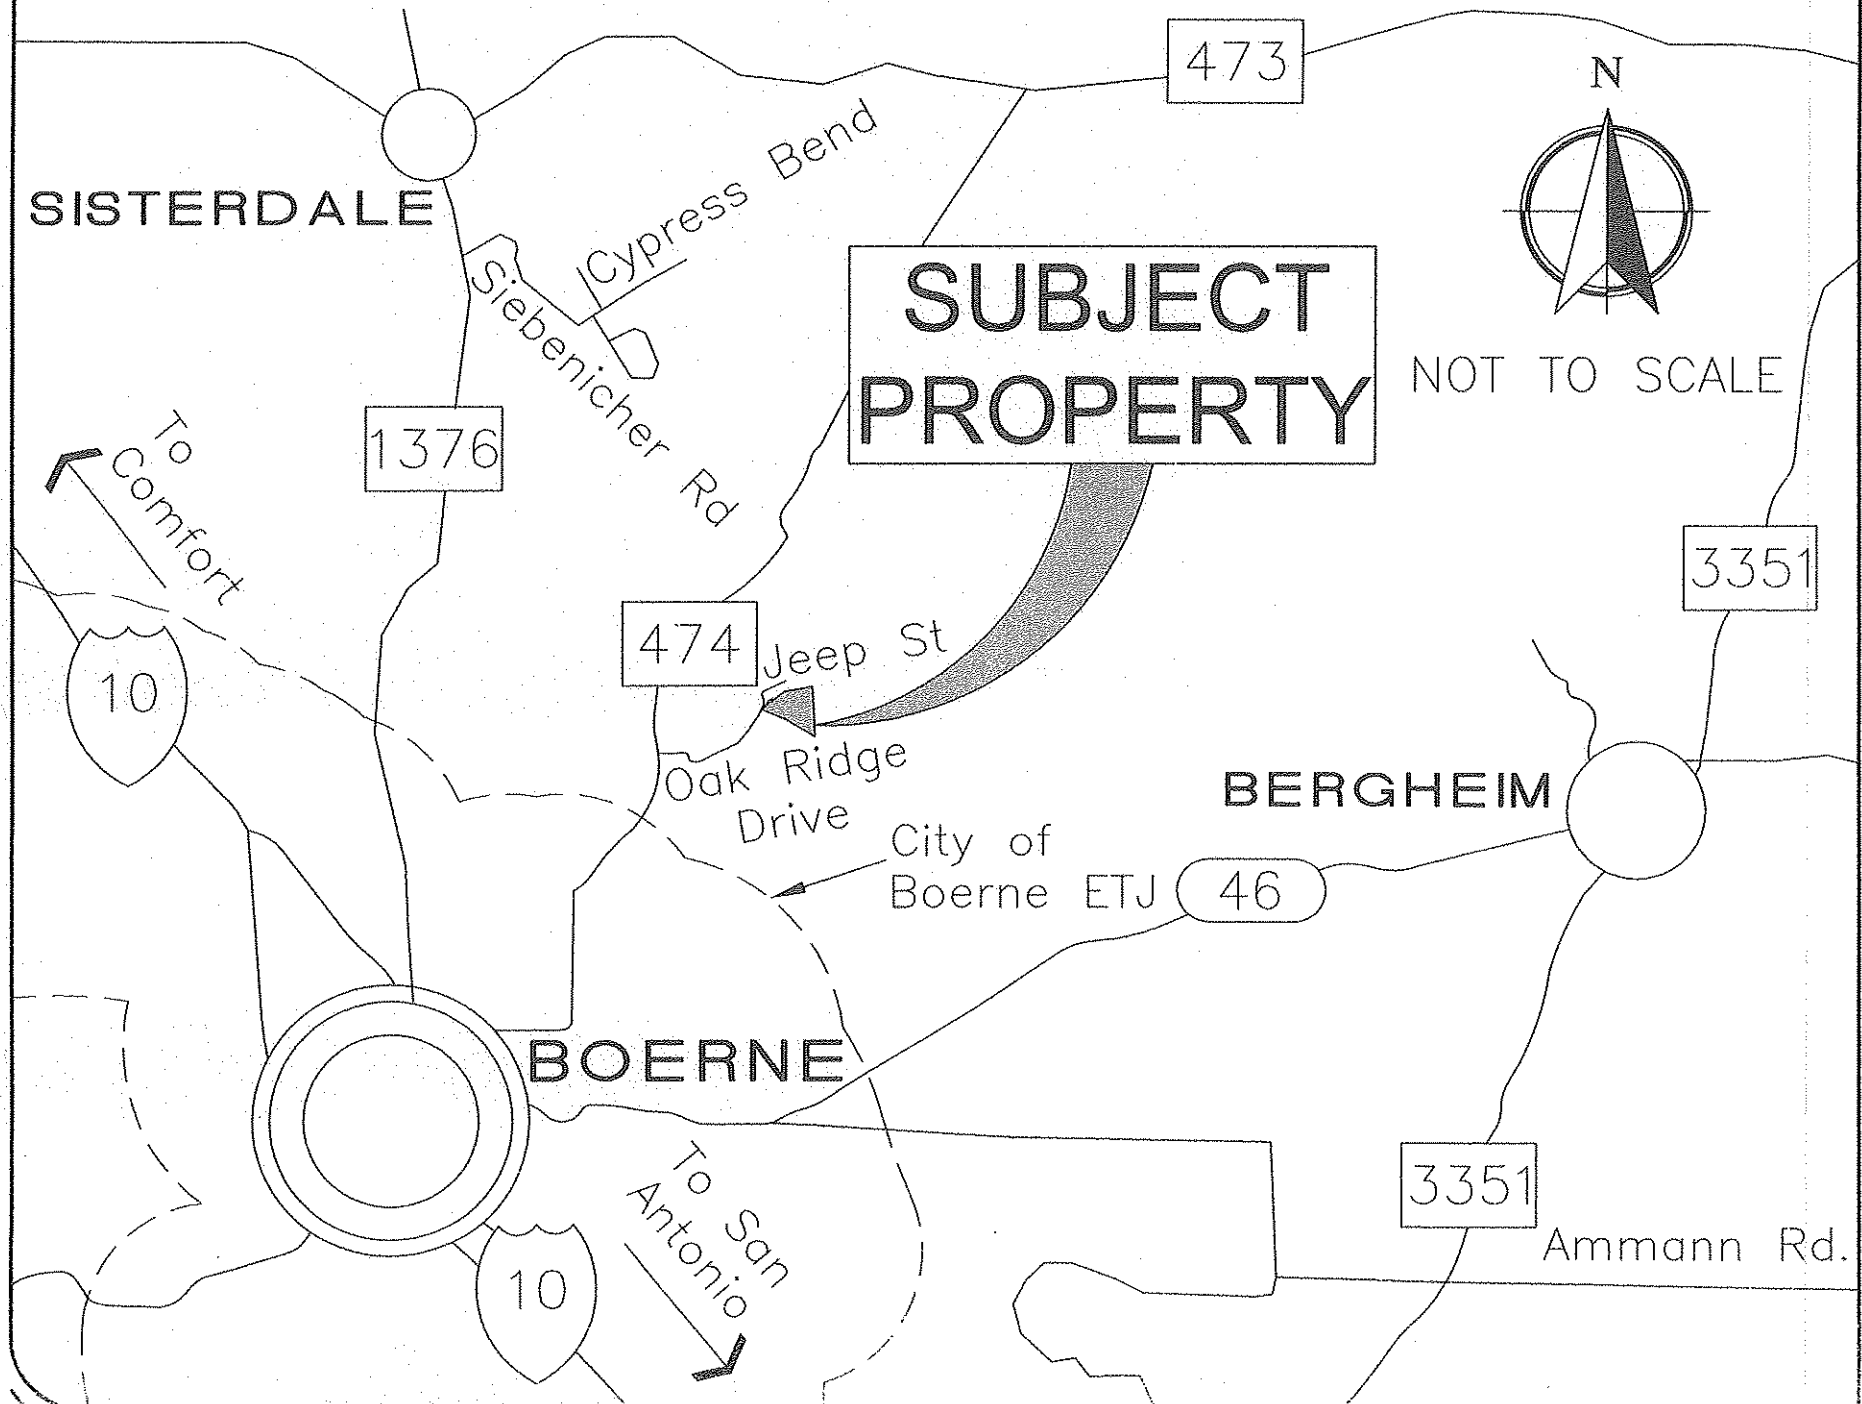 473
N
SISTERDALE
Cypress Bend
Siebenicher Rd
SUBJECT
PROPERTY
NOT TO SCALE
1376
To
Comfort
3351
474
Jeep St
10
Oak Ridge
Drive
BERGHEIM
City of
Boerne ETJ
46
BOERNE
To San
Antonio
3351
Ammann Rd.
10